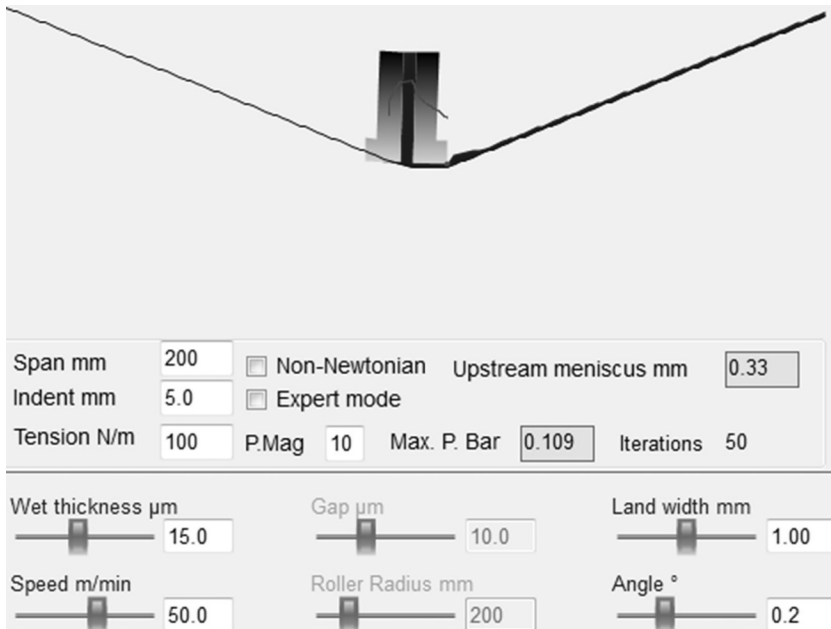 Span mm 200 Non-Newtonian Upstream meniscus mm 0.33
Indent mm 5.0 Expert mode
Tension N/m 100 P.Mag 10 Max. P. Bar 0.109 Iterations 50
Wet thickness µm Gap µm Land width mm
15.0 10.0 1.00
Speed m/min Roller Radius mm Angle °
50.0 200 0.2